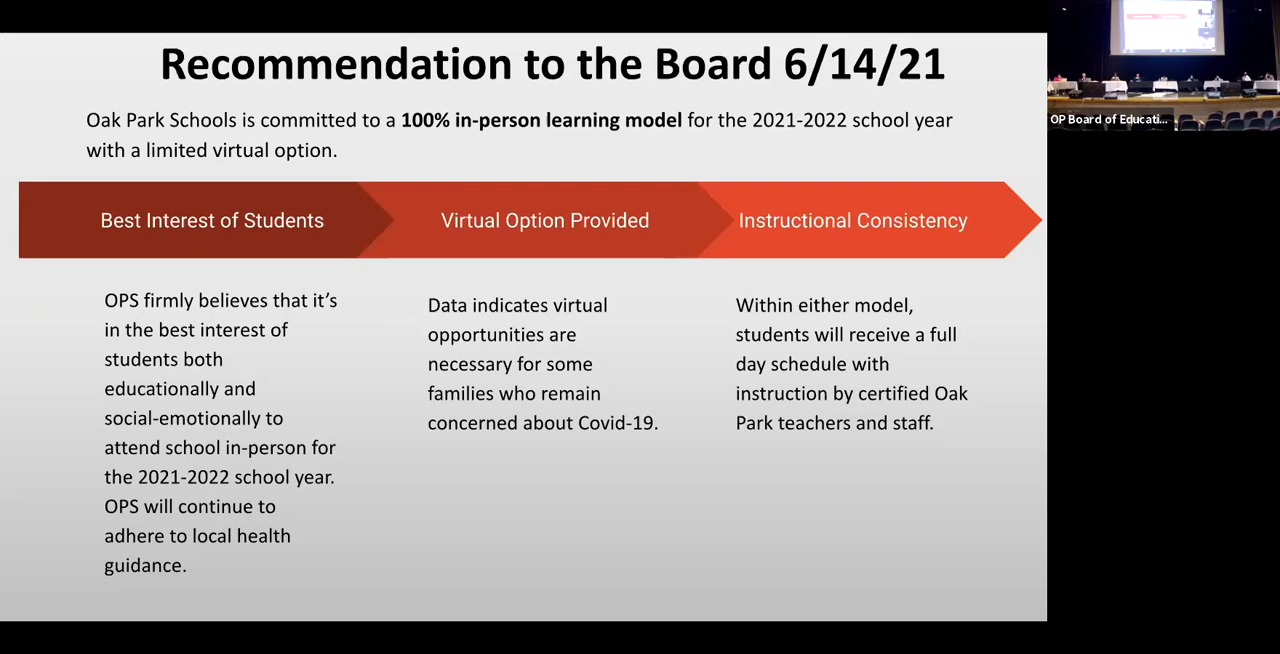 Recommendation to the Board 6/14/21
Oak Park Schools is committed to a 100% in-person learning model for the 2021-2022 school year
with a limited virtual option.
Best Interest of Students
Virtual Option Provided
Instructional Consistency
OPS firmly believes that it's
in the best interest of
students both
educationally and
social-emotionally to
attend school in-person for
the 2021-2022 school year.
OPS will continue to
adhere to local health
guidance.
Data indicates virtual
opportunities are
necessary for some
families who remain
concerned about Covid-19.
Within either model,
students will receive a full
day schedule with
instruction by certified Oak
Park teachers and staff.
OP Board of Educati...